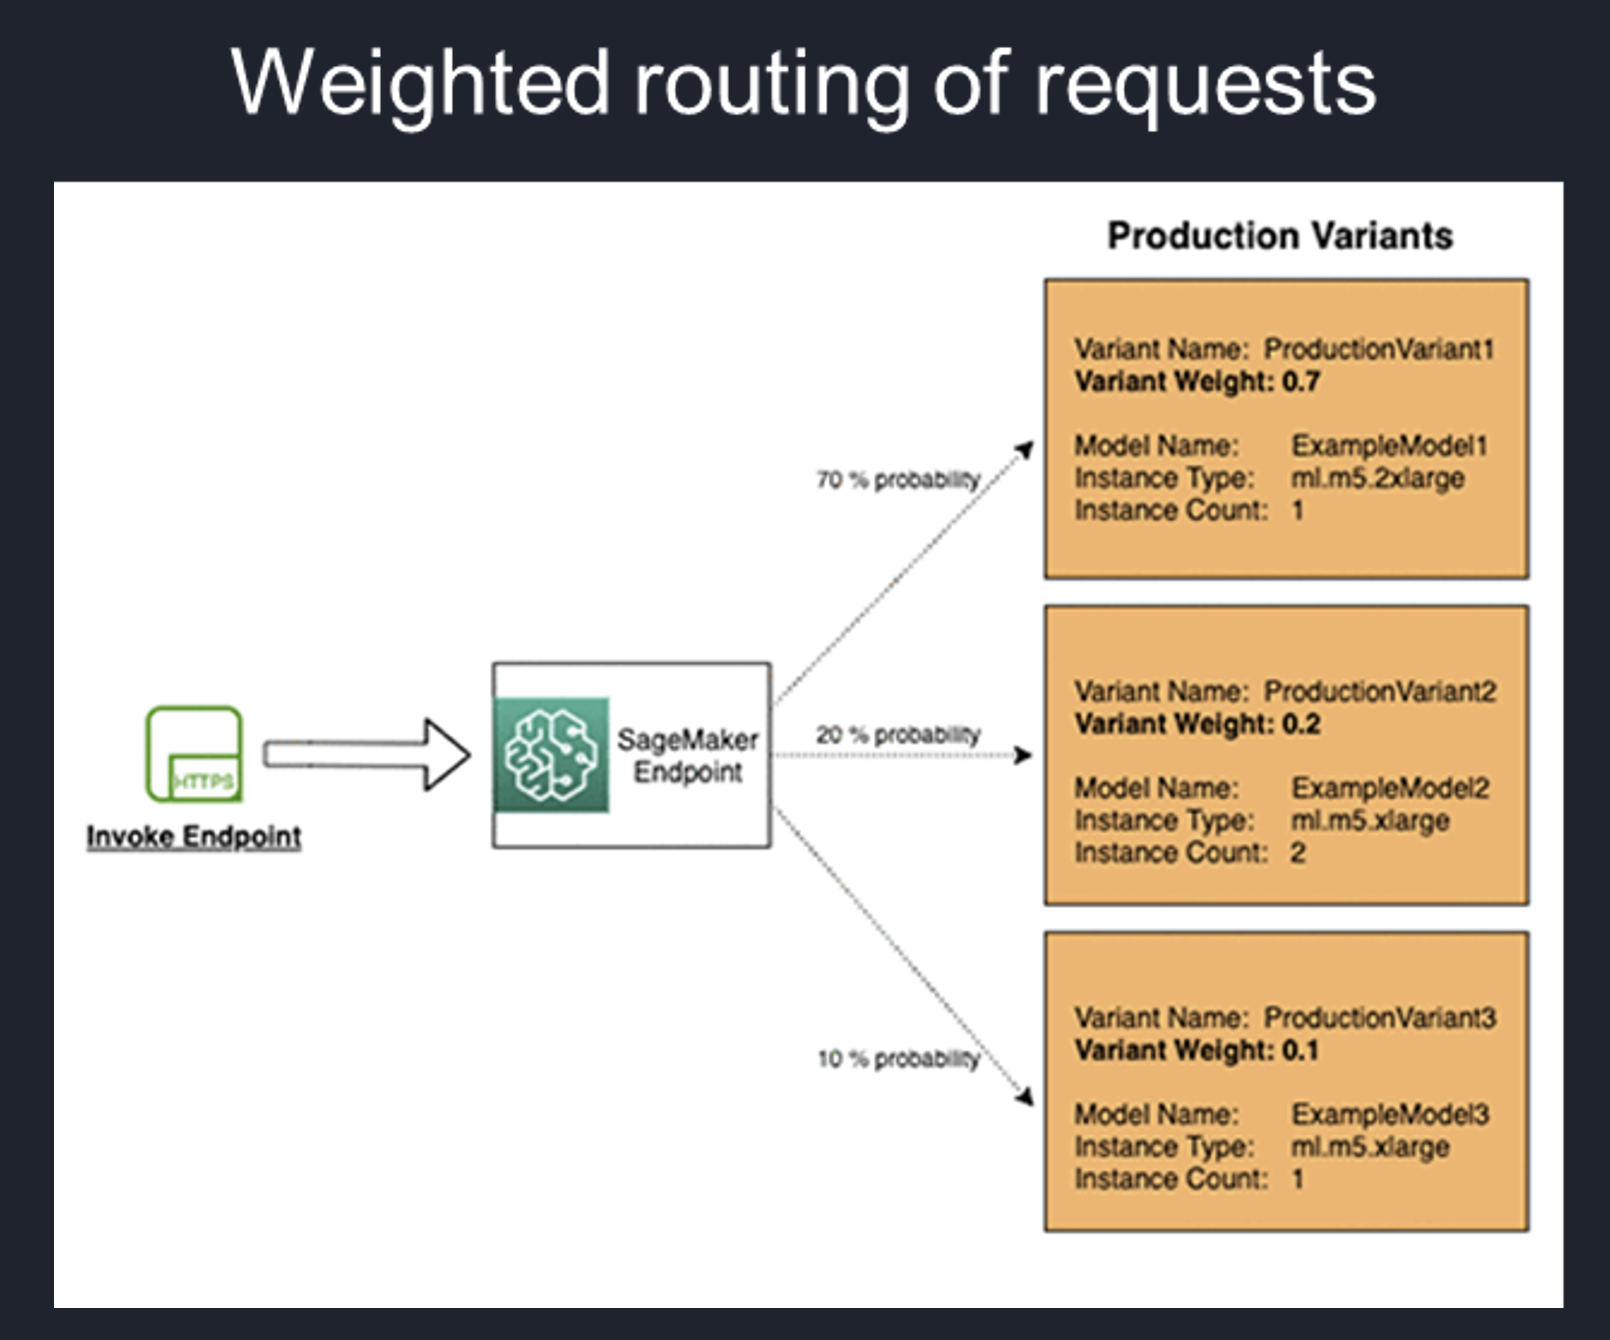 Weighted routing of requests
Production Variants
Variant Name: ProductionVariant1
Variant Weight: 0.7
Model Name: ExampleModel1
Instance Type: ml.m5.2xlarge
Instance Count: 1
70 % probability
Variant Name: ProductionVariant2
Variant Weight: 0.2
Model Name: ExampleModel2
Instance Type: ml.m5.xlarge
Instance Count: 2
20 % probability
SageMaker
Endpoint
HTTPS
Invoke Endpoint
Variant Name: ProductionVariant3
Variant Weight: 0.1
Model Name: ExampleModel3
Instance Type: ml.m5.xlarge
Instance Count: 1
10 % probability